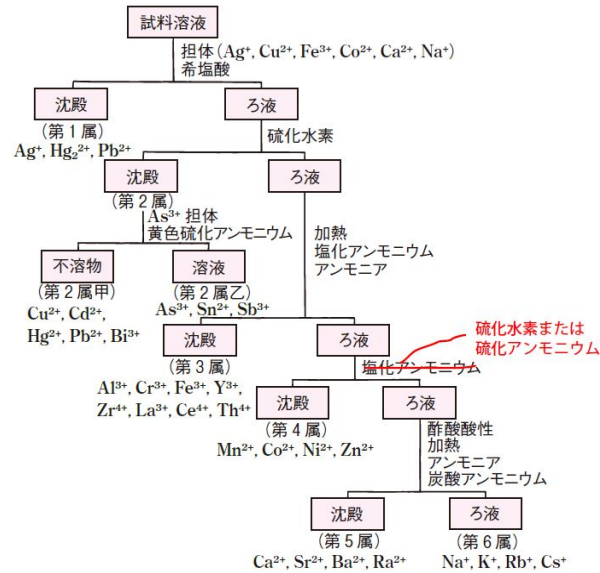 試料溶液
担体(Ag⁺, Cu²⁺, Fe³⁺, Co²⁺, Ca²⁺, Na⁺)
希塩酸
沈殿
ろ液
(第1属)
Ag⁺, Hg₂²⁺, Pb²⁺
硫化水素
沈殿
ろ液
(第2属)
As³⁺ 担体
黄色硫化アンモニウム
加熱
塩化アンモニウム
アンモニア
不溶物
溶液
(第2属甲)
(第2属乙)
Cu²⁺, Cd²⁺,
Hg²⁺, Pb²⁺, Bi³⁺
As³⁺, Sn²⁺, Sb³⁺
沈殿
ろ液
硫化水素または
硫化アンモニウム
(第3属)
塩化アンモニウム
Al³⁺, Cr³⁺, Fe³⁺, Y³⁺,
Zr⁴⁺, La³⁺, Ce⁴⁺, Th⁴⁺
沈殿
ろ液
(第4属)
Mn²⁺, Co²⁺, Ni²⁺, Zn²⁺
酢酸酸性
加熱
アンモニア
炭酸アンモニウム
沈殿
ろ液
(第5属)
(第6属)
Ca²⁺, Sr²⁺, Ba²⁺, Ra²⁺
Na⁺, K⁺, Rb⁺, Cs⁺